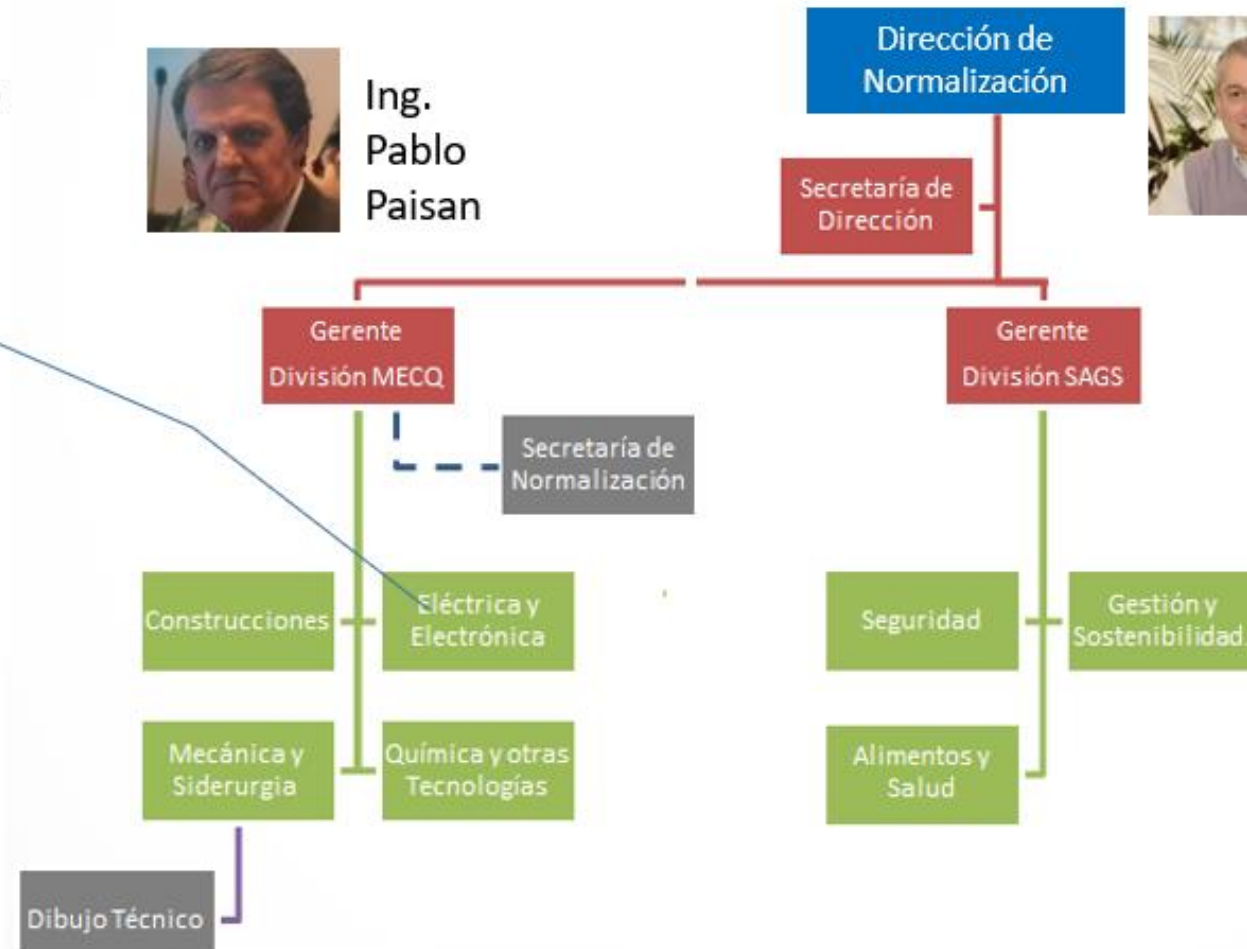 Ing.
Pablo
Paisan
Dirección de
Normalización
Secretaría de
Dirección
Gerente
División MECQ
Gerente
División SAGS
Secretaría de
Normalización
Construcciones
Eléctrica y
Electrónica
Seguridad
Gestión y
Sostenibilidad.
Mecánica y
Siderurgia
Química y otras
Tecnologías
Alimentos y
Salud
Dibujo Técnico